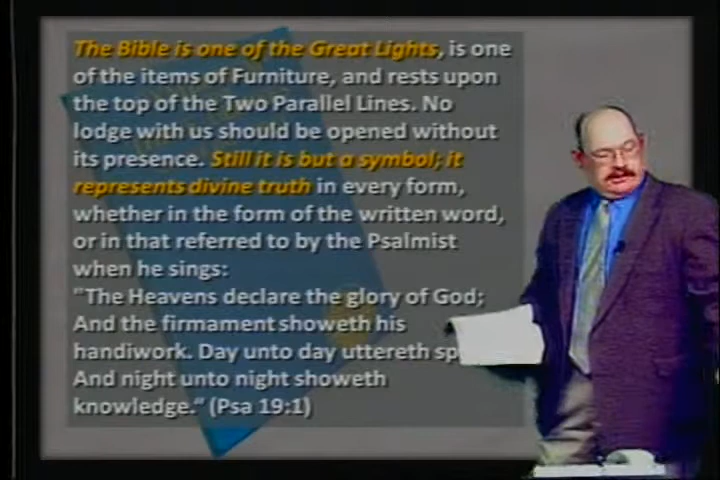 The Bible is one of the Great Lights, is one
of the items of Furniture, and rests upon
the top of the Two Parallel Lines. No
lodge with us should be opened without
its presence. Still it is but a symbol; it
represents divine truth in every form,
whether in the form of the written word,
or in that referred to by the Psalmist
when he sings:
"The Heavens declare the glory of God;
And the firmament showeth his
handiwork. Day unto day uttereth sp
And night unto night showeth
knowledge." (Psa 19:1)